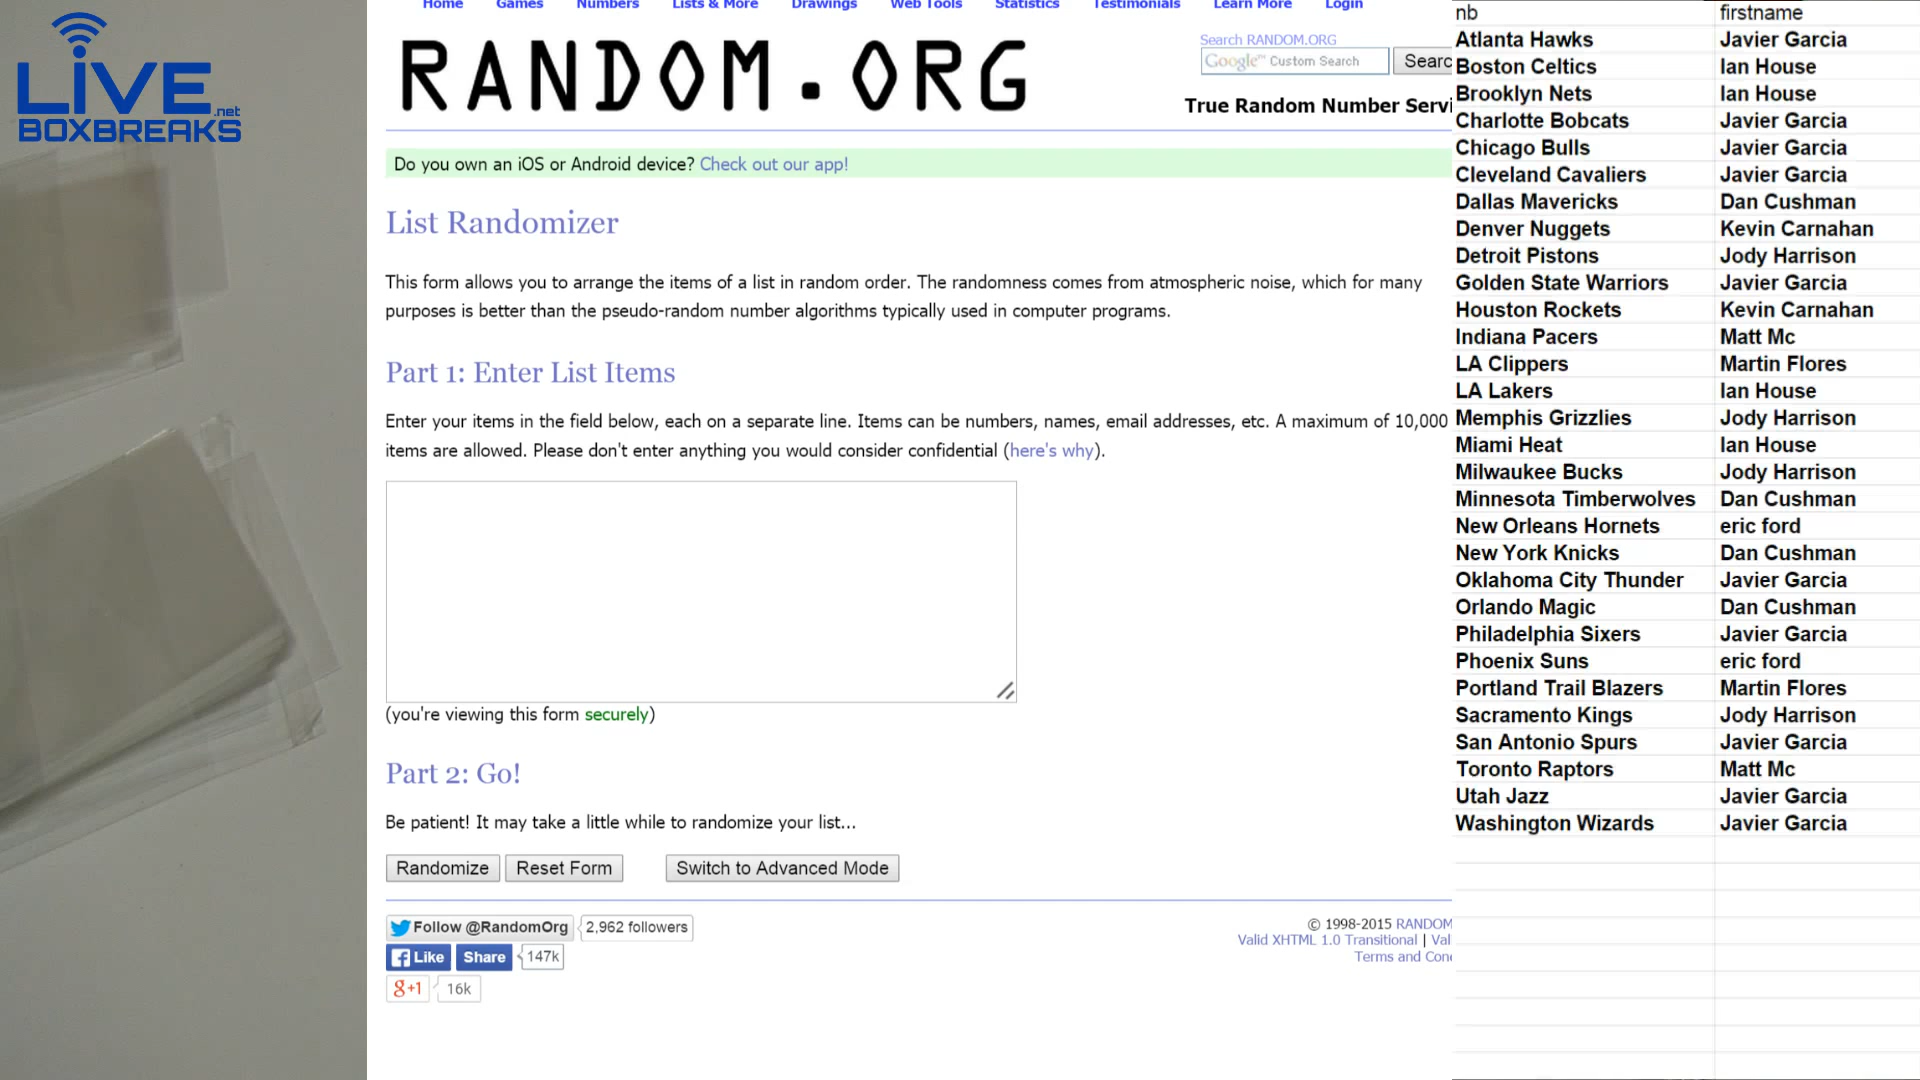 LiVE.net
BOXBREAKS
Home Games Numbers Lists & More Drawings Web Tools Statistics Testimonials Learn More Login
RANDOM.ORG
Search RANDOM.ORG
Google™ Custom Search
True Random Number
Do you own an iOS or Android device? Check out our app!
List Randomizer
This form allows you to arrange the items of a list in random order. The randomness comes from atmospheric noise, which for many
purposes is better than the pseudo-random number algorithms typically used in computer programs.
Part 1: Enter List Items
Enter your items in the field below, each on a separate line. Items can be numbers, names, email addresses, etc. A maximum of 10,000
items are allowed. Please don't enter anything you would consider confidential (here's why).
(you're viewing this form securely)
Part 2: Go!
Be patient! It may take a little while to randomize your list...
Randomize Reset Form Switch to Advanced Mode
Follow @RandomOrg 2,962 followers
Like Share 147k
g+1 16k
© 1998-2015 RANDOM
Valid XHTML 1.0 Transitional |
Terms and
nb firstname
Atlanta Hawks Javier Garcia
Boston Celtics Ian House
Brooklyn Nets Ian House
Charlotte Bobcats Javier Garcia
Chicago Bulls Javier Garcia
Cleveland Cavaliers Javier Garcia
Dallas Mavericks Dan Cushman
Denver Nuggets Kevin Carnahan
Detroit Pistons Jody Harrison
Golden State Warriors Javier Garcia
Houston Rockets Kevin Carnahan
Indiana Pacers Matt Mc
LA Clippers Martin Flores
LA Lakers Ian House
Memphis Grizzlies Jody Harrison
Miami Heat Ian House
Milwaukee Bucks Jody Harrison
Minnesota Timberwolves Dan Cushman
New Orleans Hornets eric ford
New York Knicks Dan Cushman
Oklahoma City Thunder Javier Garcia
Orlando Magic Dan Cushman
Philadelphia Sixers Javier Garcia
Phoenix Suns eric ford
Portland Trail Blazers Martin Flores
Sacramento Kings Jody Harrison
San Antonio Spurs Javier Garcia
Toronto Raptors Matt Mc
Utah Jazz Javier Garcia
Washington Wizards Javier Garcia